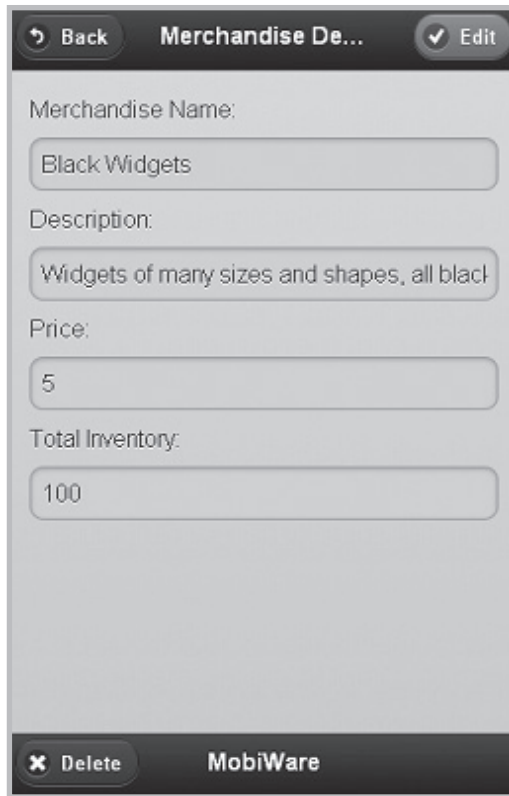 Back Merchandise De... Edit
Merchandise Name:
Black Widgets
Description:
Widgets of many sizes and shapes, all black
Price:
5
Total Inventory:
100
Delete MobiWare